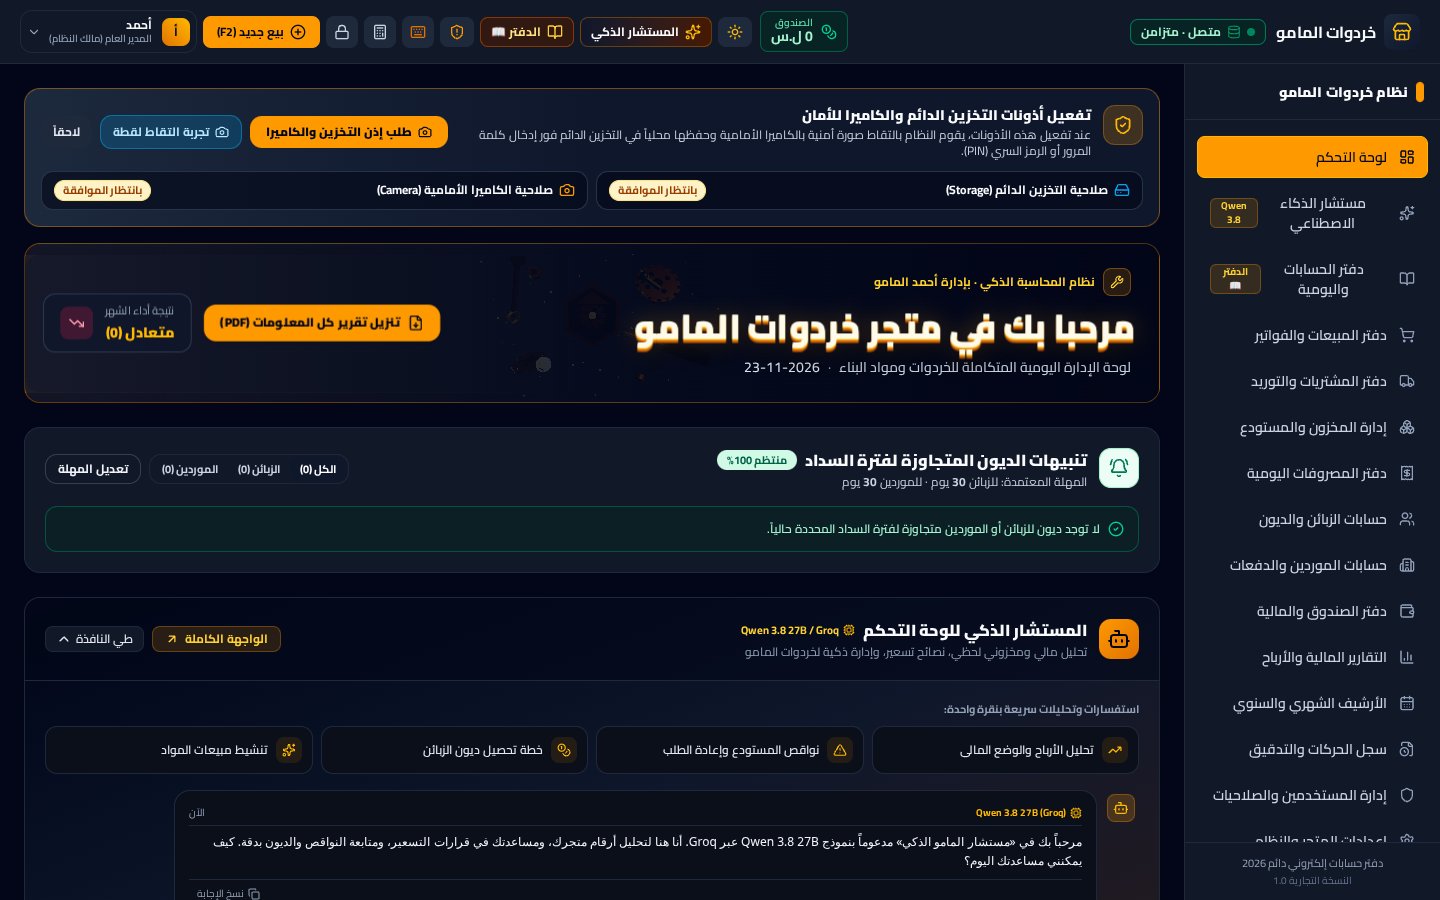 خردوات المامو
متصل · متزامن
الصندوق
0 ل.س
المستشار الذكي
الدفتر 📖
بيع جديد (F2)
أ
أحمد
المدير العام (مالك النظام)
نظام خردوات المامو
لوحة التحكم
مستشار الذكاء الاصطناعي
Qwen 3.8
دفتر الحسابات واليومية
الدفتر 📖
دفتر المبيعات والفواتير
دفتر المشتريات والتوريد
إدارة المخزون والمستودع
دفتر المصروفات اليومية
حسابات الزبائن والديون
حسابات الموردين والدفعات
دفتر الصندوق والمالية
التقارير المالية والأرباح
الأرشيف الشهري والسنوي
سجل الحركات والتدقيق
إدارة المستخدمين والصلاحيات
إعدادات المتجر والنظام
دفتر حسابات إلكتروني دائم 2026
النسخة التجارية 1.0
تفعيل أذونات التخزين الدائم والكاميرا للأمان
عند تفعيل هذه الأذونات، يقوم النظام بالتقاط صورة أمنية بالكاميرا الأمامية وحفظها محلياً في التخزين الدائم فور إدخال كلمة
المرور أو الرمز السري (PIN).
طلب إذن التخزين والكاميرا
تجربة التقاط لقطة
لاحقاً
صلاحية التخزين الدائم (Storage)
بانتظار الموافقة
صلاحية الكاميرا الأمامية (Camera)
بانتظار الموافقة
نظام المحاسبة الذكي · بإدارة أحمد المامو
مرحبا بك في متجر خردوات المامو
لوحة الإدارة اليومية المتكاملة للخردوات ومواد البناء · 23-11-2026
تنزيل تقرير كل المعلومات (PDF)
نتيجة أداء الشهر
متعادل (0)
تنبيهات الديون المتجاوزة لفترة السداد
منتظم 100%
المهلة المعتمدة: للزبائن 30 يوم · للموردين 30 يوم
الكل (0)
الزبائن (0)
الموردين (0)
تعديل المهلة
لا توجد ديون للزبائن أو الموردين متجاوزة لفترة السداد المحددة حالياً.
المستشار الذكي للوحة التحكم
Qwen 3.8 27B / Groq
تحليل مالي ومخزوني لحظي، نصائح تسعير، وإدارة ذكية لخردوات المامو
الواجهة الكاملة
طي النافذة
استفسارات وتحليلات سريعة بنقرة واحدة:
تحليل الأرباح والوضع المالي
نواقص المستودع وإعادة الطلب
خطة تحصيل ديون الزبائن
تنشيط مبيعات المواد
Qwen 3.8 27B (Groq)
الآن
مرحباً بك في «مستشار المامو الذكي» مدعوماً بنموذج Qwen 3.8 27B عبر Groq. أنا هنا لتحليل أرقام متجرك، ومساعدتك في قرارات التسعير، ومتابعة النواقص والديون بدقة. كيف
يمكنني مساعدتك اليوم؟
نسخ الإجابة